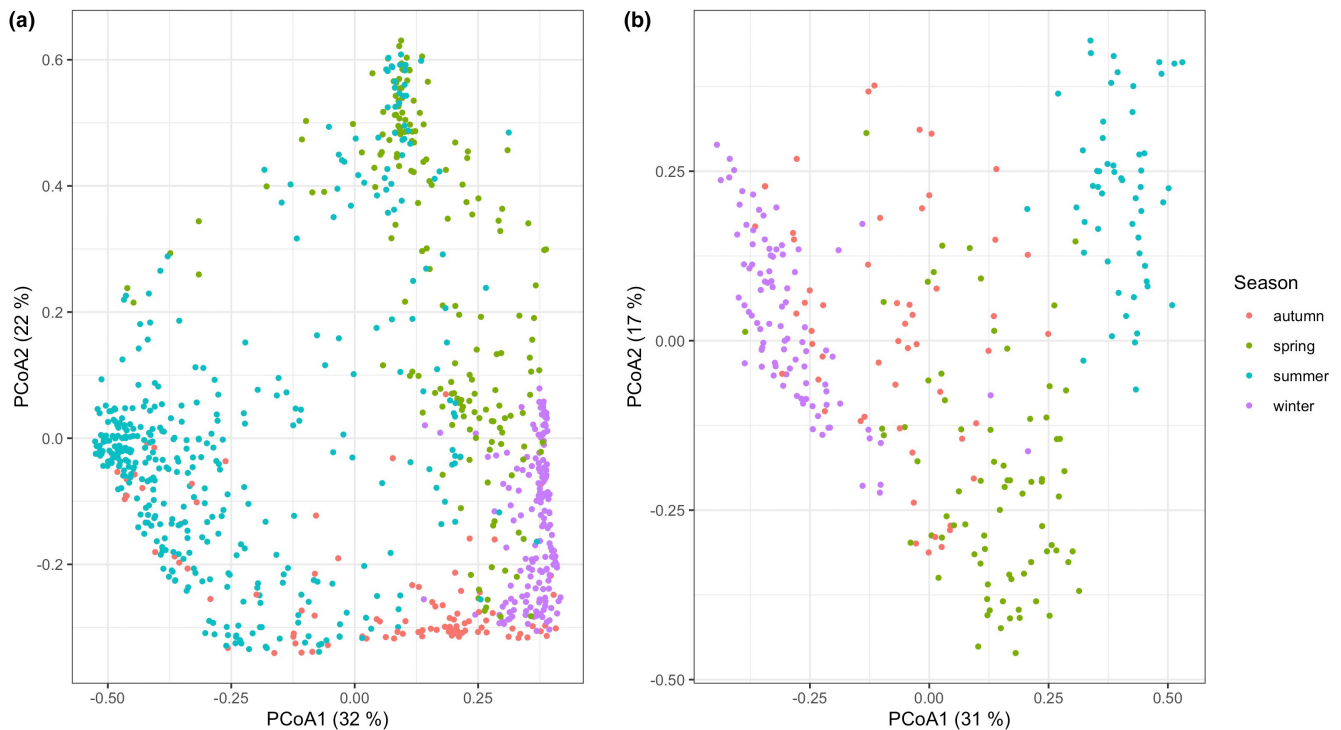 (a)
0.6
0.4
0.2
0.0
-0.2
PCoA2 (22 %)
-0.50
-0.25
0.00
0.25
PCoA1 (32 %)
(b)
0.25
0.00
-0.25
-0.50
PCoA2 (17 %)
-0.25
0.00
0.25
0.50
PCoA1 (31 %)
Season
autumn
spring
summer
winter